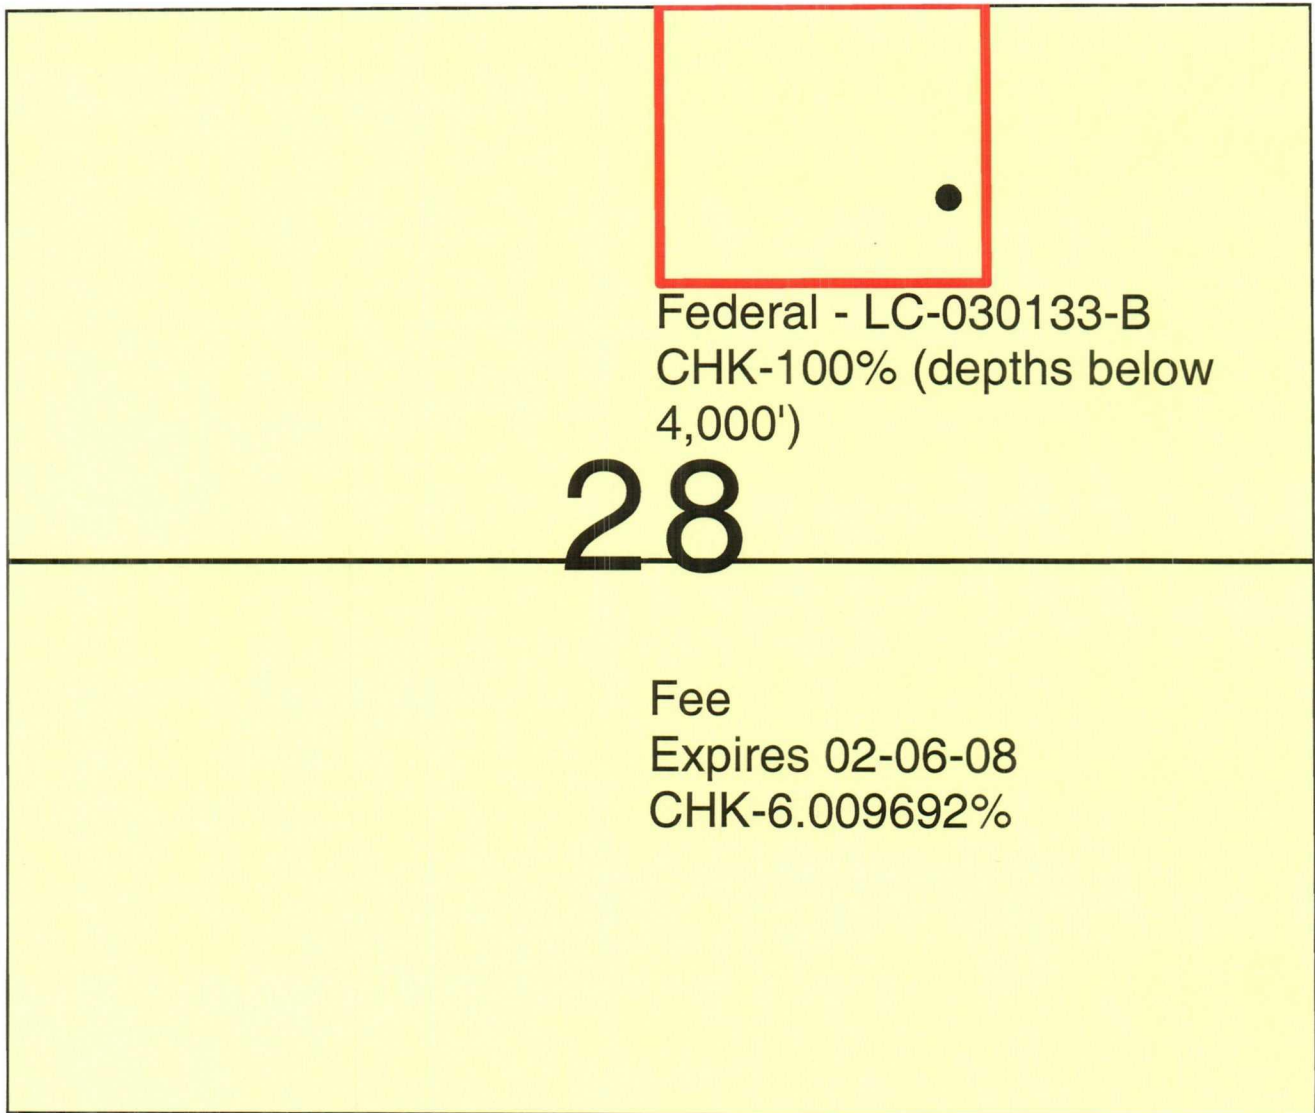 Federal - LC-030133-B
CHK-100% (depths below
4,000')
28
Fee
Expires 02-06-08
CHK-6.009692%